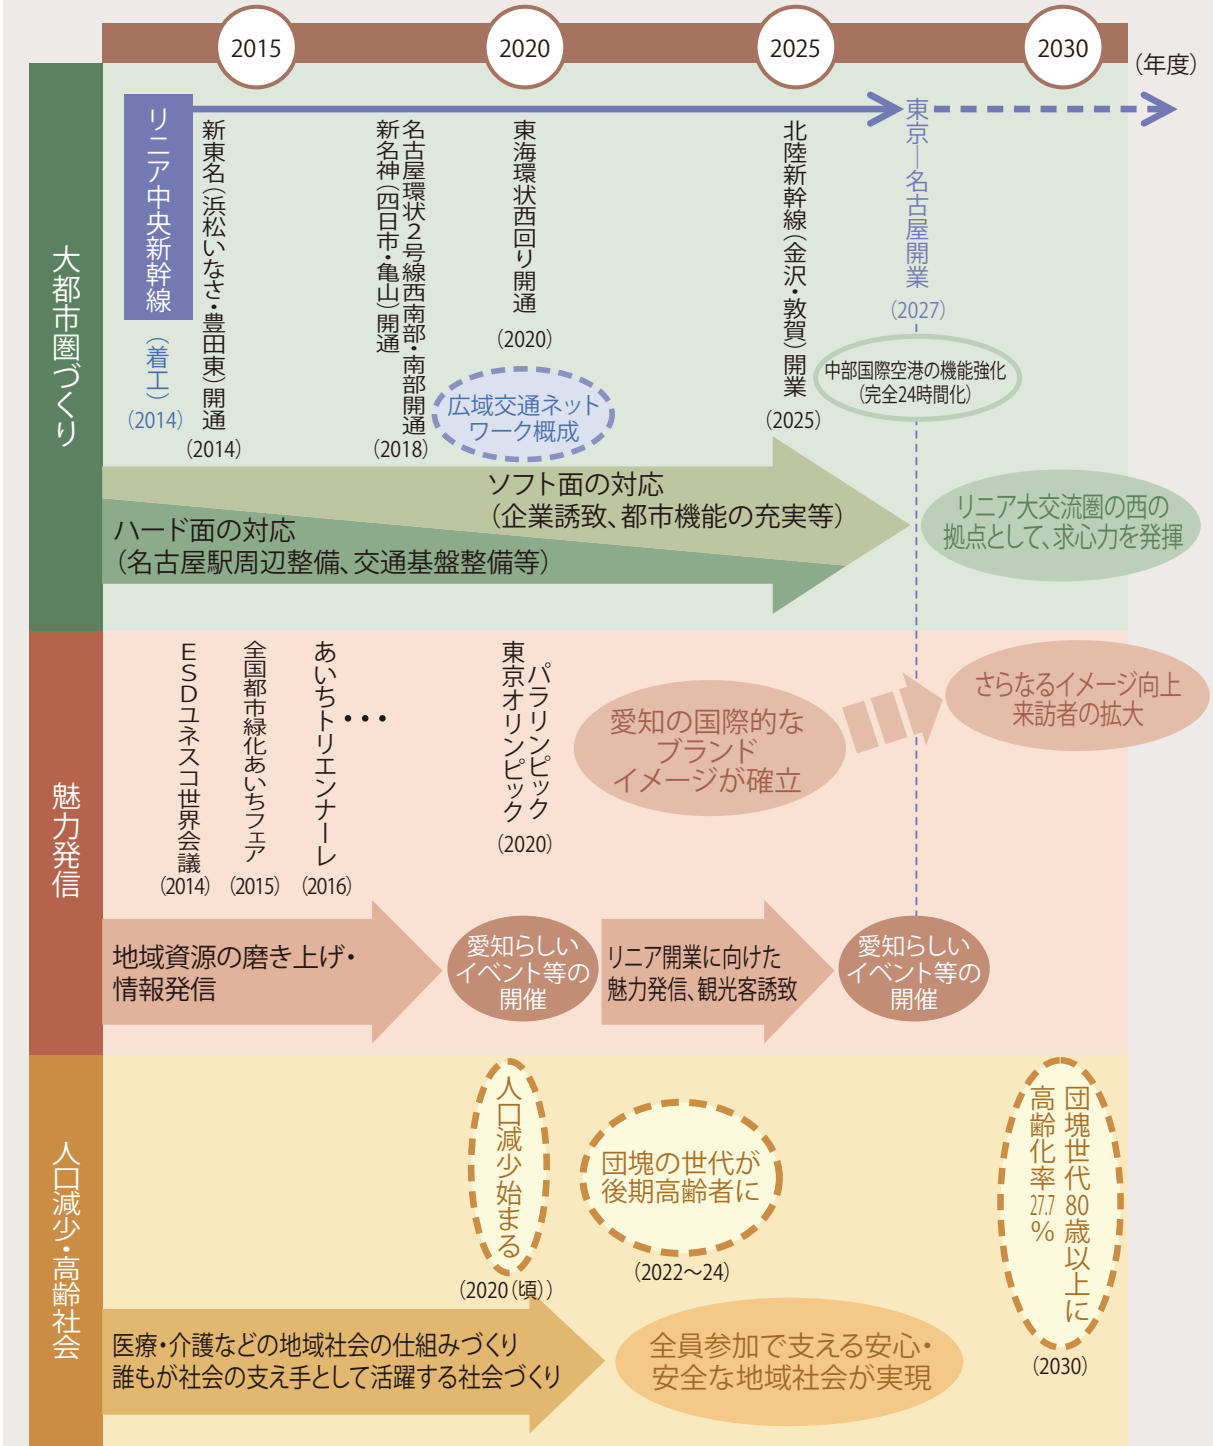 2015
2020
2025
2030
（年度）
大都市圏づくり
リニア中央新幹線
（着工）
（2014）
新東名（浜松いなさ・豊田東）開通
（2014）
名古屋環状２号線西南部・南部開通
新名神（四日市・亀山）開通
（2018）
東海環状西回り開通
（2020）
広域交通ネット
ワーク概成
北陸新幹線（金沢・敦賀）開業
（2025）
東京―名古屋開業
（2027）
中部国際空港の機能強化
（完全24時間化）
ソフト面の対応
（企業誘致、都市機能の充実等）
ハード面の対応
（名古屋駅周辺整備、交通基盤整備等）
リニア大交流圏の西の
拠点として、求心力を発揮
魅力発信
ＥＳＤユネスコ世界会議
（2014）
全国都市緑化あいちフェア
（2015）
あいちトリエンナーレ
（2016）
・・・
東京オリンピック
パラリンピック
（2020）
愛知の国際的な
ブランド
イメージが確立
さらなるイメージ向上
来訪者の拡大
地域資源の磨き上げ・
情報発信
愛知らしい
イベント等の
開催
リニア開業に向けた
魅力発信、観光客誘致
愛知らしい
イベント等の
開催
人口減少・高齢社会
人口減少始まる
（2020（頃））
団塊の世代が
後期高齢者に
（2022～24）
団塊世代80歳以上に
高齢化率27.7％
（2030）
医療・介護などの地域社会の仕組みづくり
誰もが社会の支え手として活躍する社会づくり
全員参加で支える安心・
安全な地域社会が実現